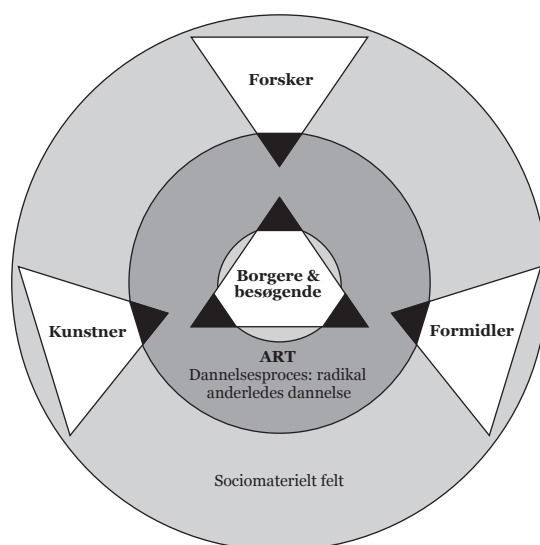 Forsker
Borgere &
besøgende
Kunstner
Formidler
ART
Dannelsesproces: radikal
anderledes dannelse
Sociomaterielt felt